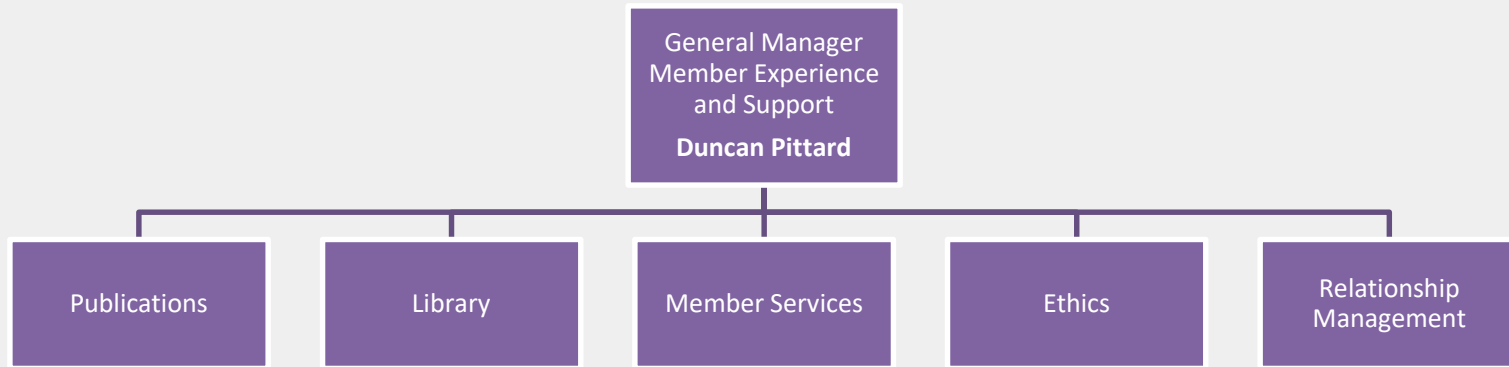 General Manager
Member Experience
and Support
Duncan Pittard
Publications
Library
Member Services
Ethics
Relationship
Management